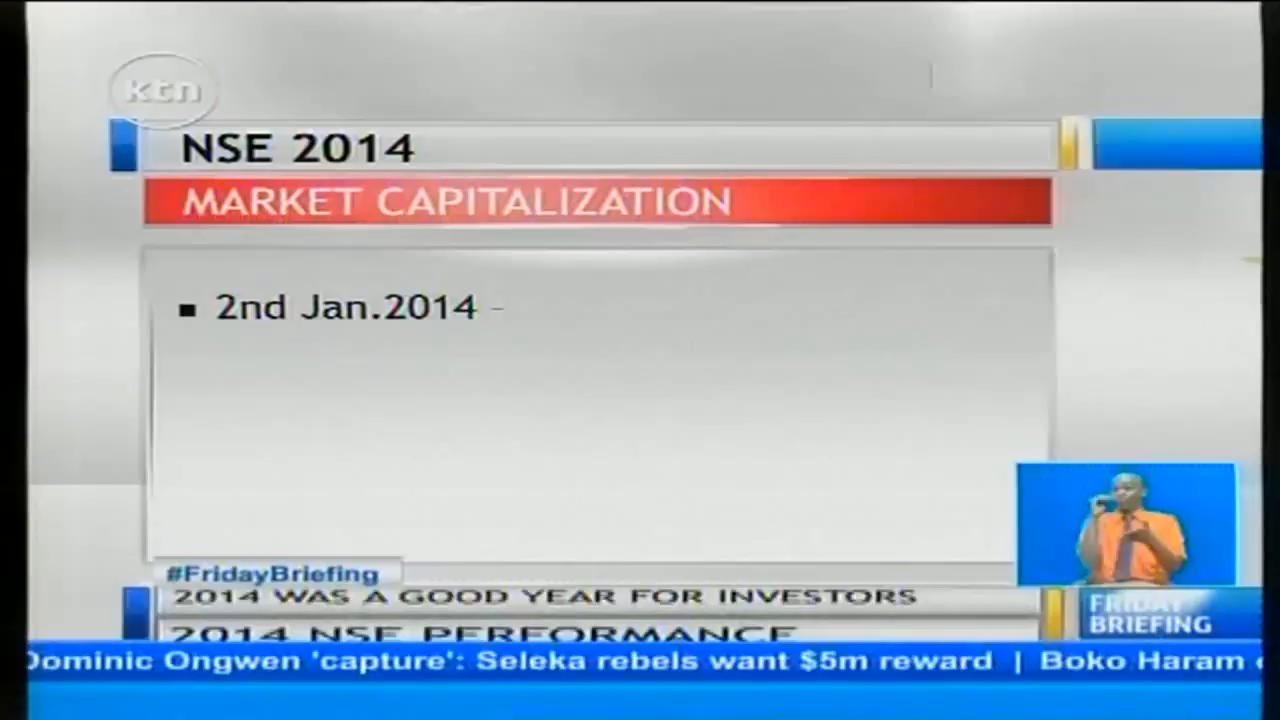 ktn
NSE 2014
MARKET CAPITALIZATION
▪ 2nd Jan.2014 -
#FridayBriefing
2014 WAS A GOOD YEAR FOR INVESTORS
2014 NSE PERFORMANCE
FRIDAY
BRIEFING
Dominic Ongwen 'capture': Seleka rebels want $5m reward | Boko Haram